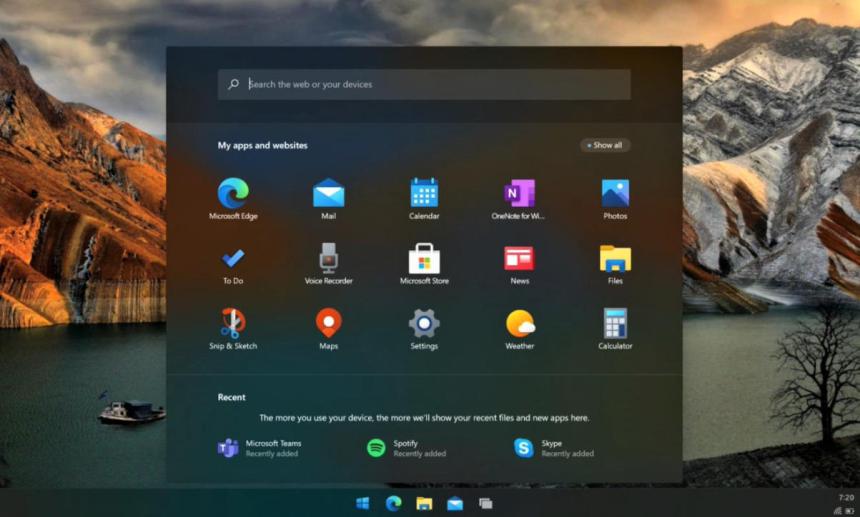 Search the web or your devices
My apps and websites
Show all
Microsoft Edge
Mail
Calendar
OneNote for Wi...
Photos
To Do
Voice Recorder
Microsoft Store
News
Files
Snip & Sketch
Maps
Settings
Weather
Calculator
Recent
The more you use your device, the more we'll show your recent files and new apps here.
Microsoft Teams
Recently added
Spotify
Recently added
Skype
Recently added
7:20